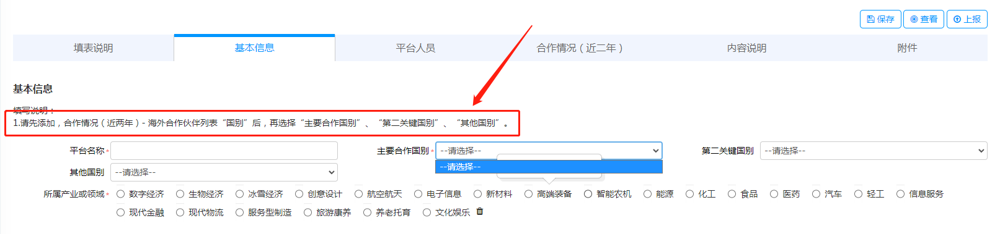 保存 查看 上报
填表说明 基本信息 平台人员 合作情况（近二年） 内容说明 附件
基本信息
填写说明：
1.请先添加，合作情况（近两年）- 海外合作伙伴列表“国别”后，再选择“主要合作国别”、“第二关键国别”、“其他国别”。
平台名称* 主要合作国别* --请选择-- 第二关键国别 --请选择--
--请选择--
其他国别 --请选择--
所属产业或领域* 数字经济 生物经济 冰雪经济 创意设计 航空航天 电子信息 新材料 高端装备 智能农机 能源 化工 食品 医药 汽车 轻工 信息服务
现代金融 现代物流 服务型制造 旅游康养 养老托育 文化娱乐